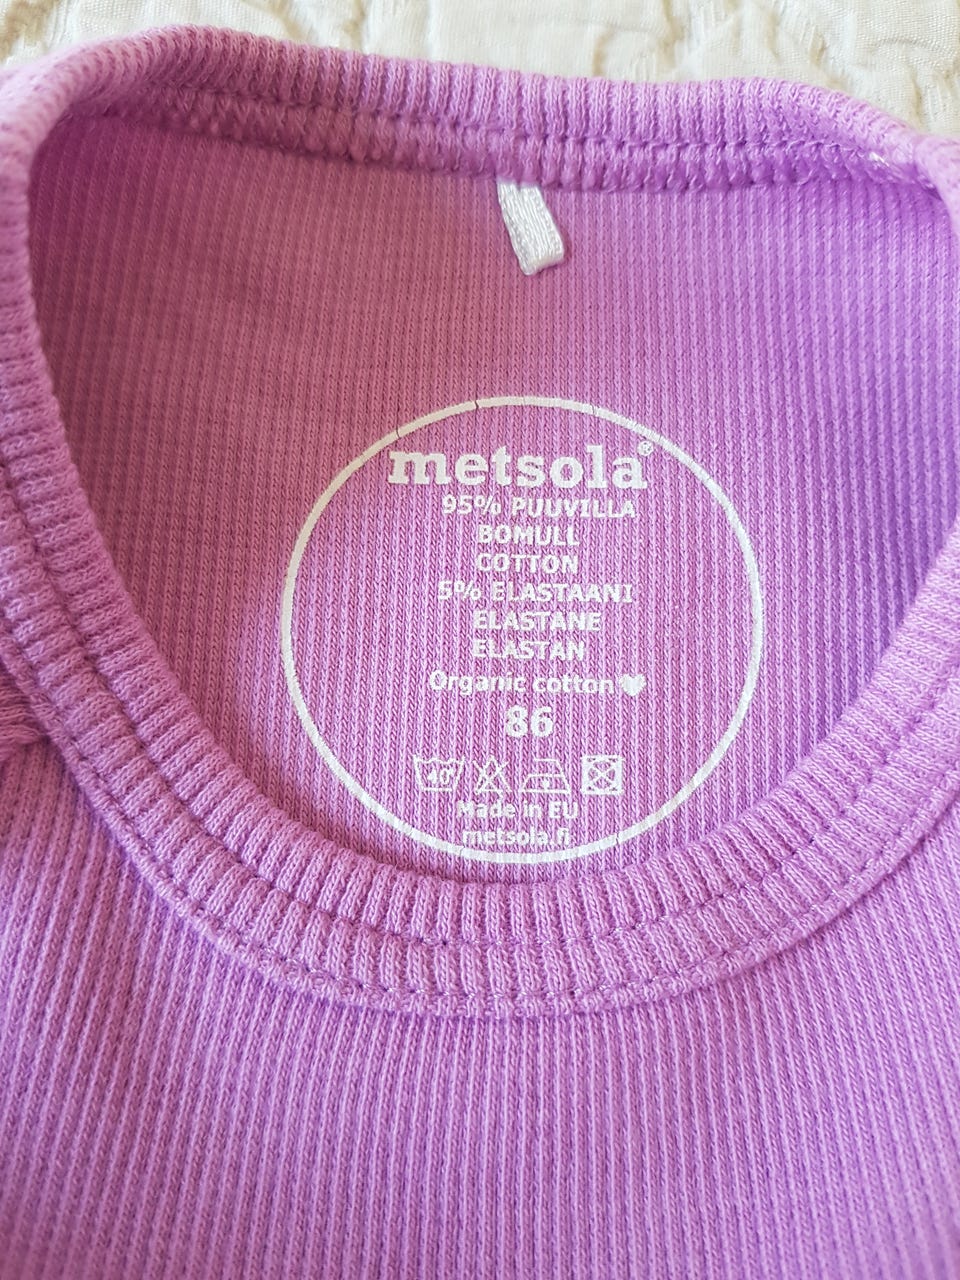 metsola®
95% PUUVILLA
BOMULL
COTTON
5% ELASTAANI
ELASTANE
ELASTAN
Organic cotton
86
40°
Made in EU
metsola.fi